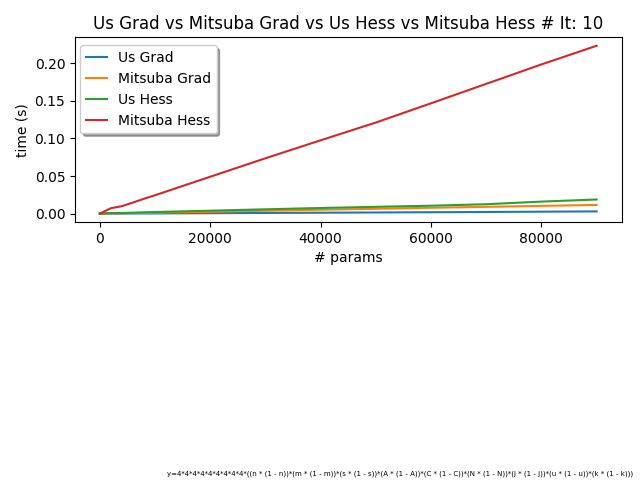 Us Grad vs Mitsuba Grad vs Us Hess vs Mitsuba Hess # It: 10
Us Grad
Mitsuba Grad
Us Hess
Mitsuba Hess
time (s)
0.20
0.15
0.10
0.05
0.00
0 20000 40000 60000 80000
# params
y=4*4*4*4*4*4*4*4*4*((n * (1 - n))*(m * (1 - m))*(s * (1 - s))*(A * (1 - A))*(C * (1 - C))*(N * (1 - N))*(j * (1 - j))*(u * (1 - u))*(k * (1 - k)))